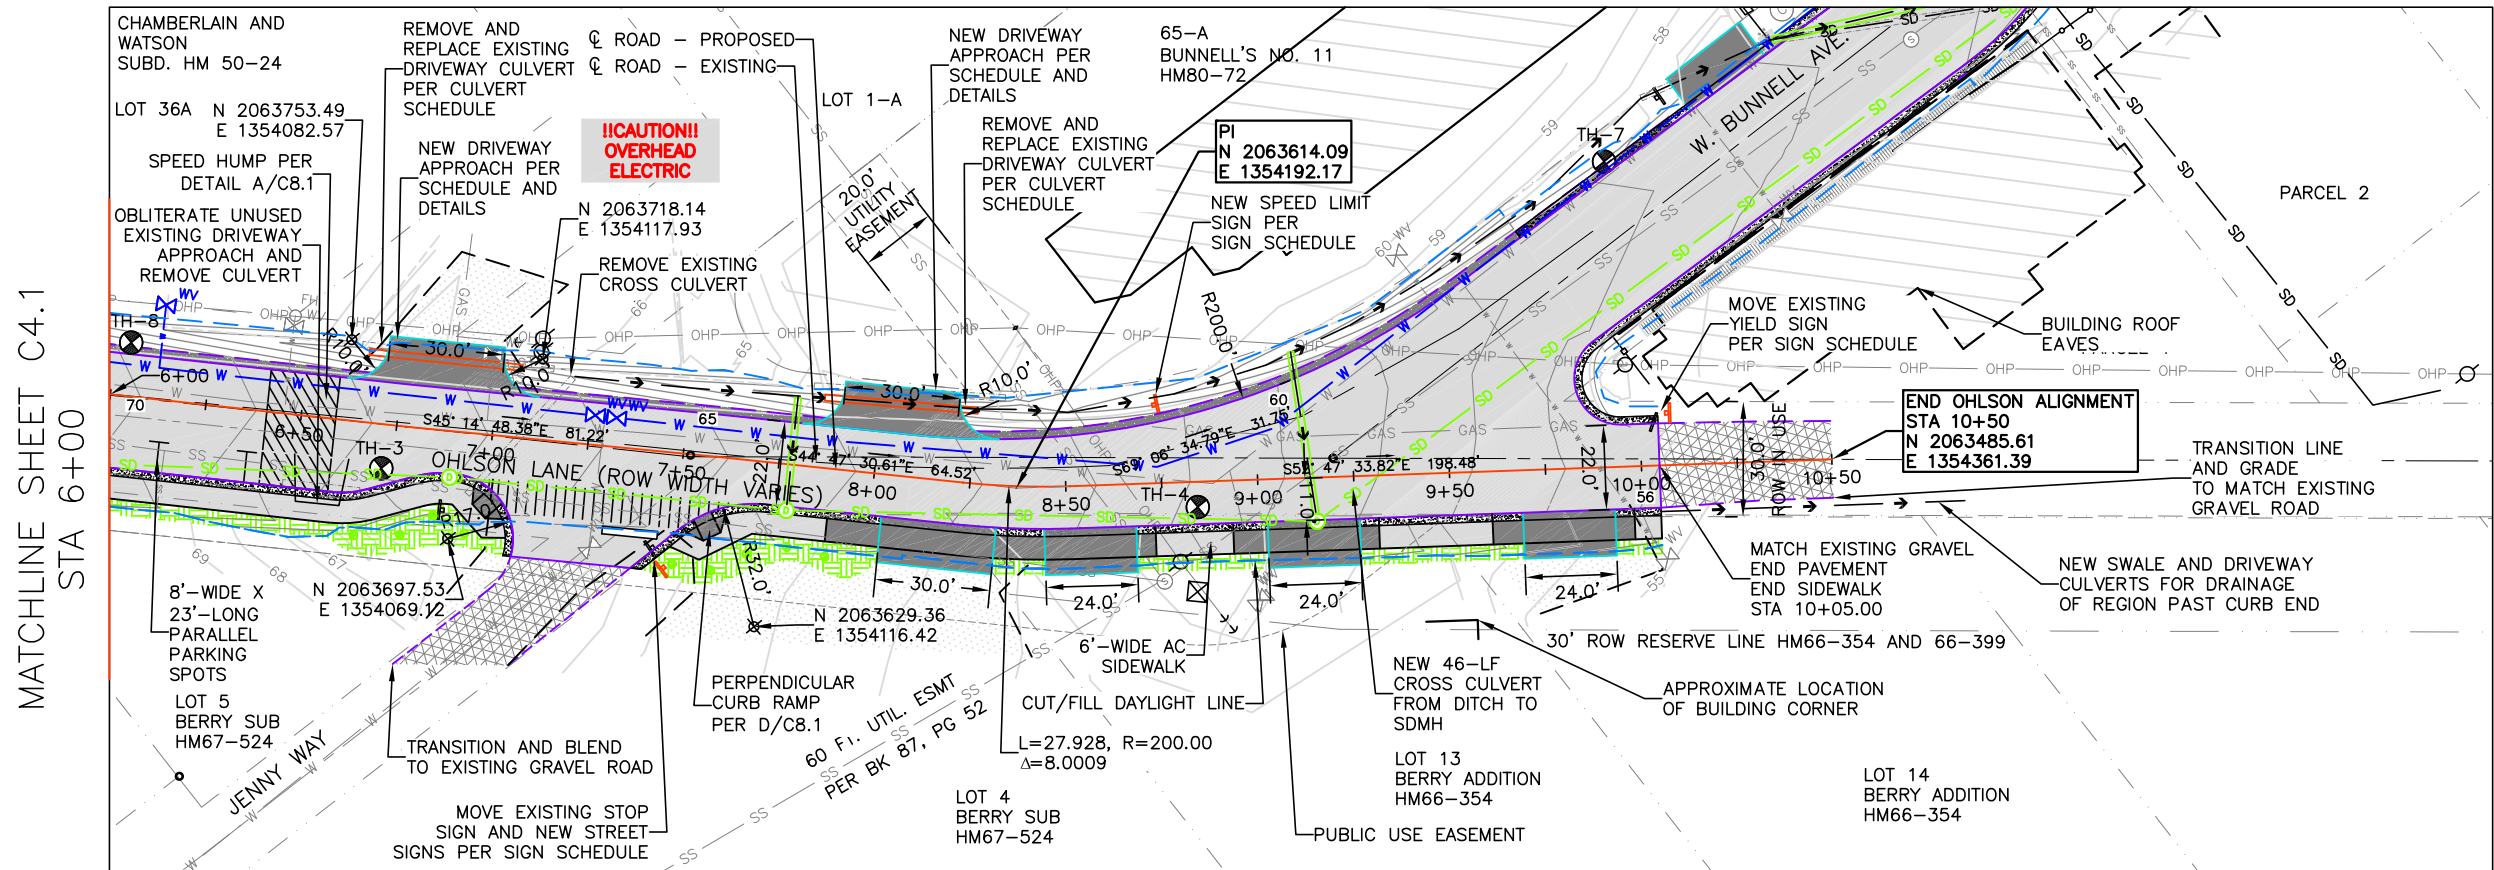 MATCHLINE SHEET C4.1
STA 6+00
CHAMBERLAIN AND
WATSON
SUBD. HM 50-24
LOT 36A
N 2063753.49
E 1354082.57
SPEED HUMP PER
DETAIL A/C8.1
OBLITERATE UNUSED
EXISTING DRIVEWAY
APPROACH AND
REMOVE CULVERT
REMOVE AND
REPLACE EXISTING
DRIVEWAY CULVERT
PER CULVERT
SCHEDULE
NEW DRIVEWAY
APPROACH PER
SCHEDULE AND
DETAILS
℄ ROAD - PROPOSED
℄ ROAD - EXISTING
!!CAUTION!!
OVERHEAD
ELECTRIC
N 2063718.14
E 1354117.93
REMOVE EXISTING
CROSS CULVERT
LOT 1-A
20.0'
UTILITY
EASEMENT
NEW DRIVEWAY
APPROACH PER
SCHEDULE AND
DETAILS
REMOVE AND
REPLACE EXISTING
DRIVEWAY CULVERT
PER CULVERT
SCHEDULE
65-A
BUNNELL'S NO. 11
HM80-72
PI
N 2063614.09
E 1354192.17
NEW SPEED LIMIT
SIGN PER
SIGN SCHEDULE
R200.0'
TH-7
W. BUNNELL AVE.
PARCEL 2
MOVE EXISTING
YIELD SIGN
PER SIGN SCHEDULE
BUILDING ROOF
EAVES
END OHLSON ALIGNMENT
STA 10+50
N 2063485.61
E 1354361.39
TRANSITION LINE
AND GRADE
TO MATCH EXISTING
GRAVEL ROAD
TH-8
6+00
70
6+50
TH-3
R10.0'
30.0'
R10.0'
S45° 14' 48.38"E 81.22'
7+00
OHLSON LANE (ROW WIDTH VARIES)
65
7+50
22.0'
S44° 47' 30.61"E 64.52'
30.0'
R10.0'
8+00
8+50
TH-4
S69° 06' 34.79"E 31.75'
60
9+00
11.0'
S52° 47' 33.82"E 198.48'
9+50
22.0'
10+00
56
30.0'
ROW IN USE
10+50
8'-WIDE X
23'-LONG
PARALLEL
PARKING
SPOTS
LOT 5
BERRY SUB
HM67-524
N 2063697.53
E 1354069.12
JENNY WAY
TRANSITION AND BLEND
TO EXISTING GRAVEL ROAD
MOVE EXISTING STOP
SIGN AND NEW STREET
SIGNS PER SIGN SCHEDULE
PERPENDICULAR
CURB RAMP
PER D/C8.1
R32.0'
N 2063629.36
E 1354116.42
60 FT. UTIL. ESMT
PER BK 87, PG 52
30.0'
24.0'
24.0'
24.0'
6'-WIDE AC
SIDEWALK
CUT/FILL DAYLIGHT LINE
L=27.928, R=200.00
Δ=8.0009
LOT 4
BERRY SUB
HM67-524
PUBLIC USE EASEMENT
NEW 46-LF
CROSS CULVERT
FROM DITCH TO
SDMH
LOT 13
BERRY ADDITION
HM66-354
MATCH EXISTING GRAVEL
END PAVEMENT
END SIDEWALK
STA 10+05.00
30' ROW RESERVE LINE HM66-354 AND 66-399
APPROXIMATE LOCATION
OF BUILDING CORNER
NEW SWALE AND DRIVEWAY
CULVERTS FOR DRAINAGE
OF REGION PAST CURB END
LOT 14
BERRY ADDITION
HM66-354